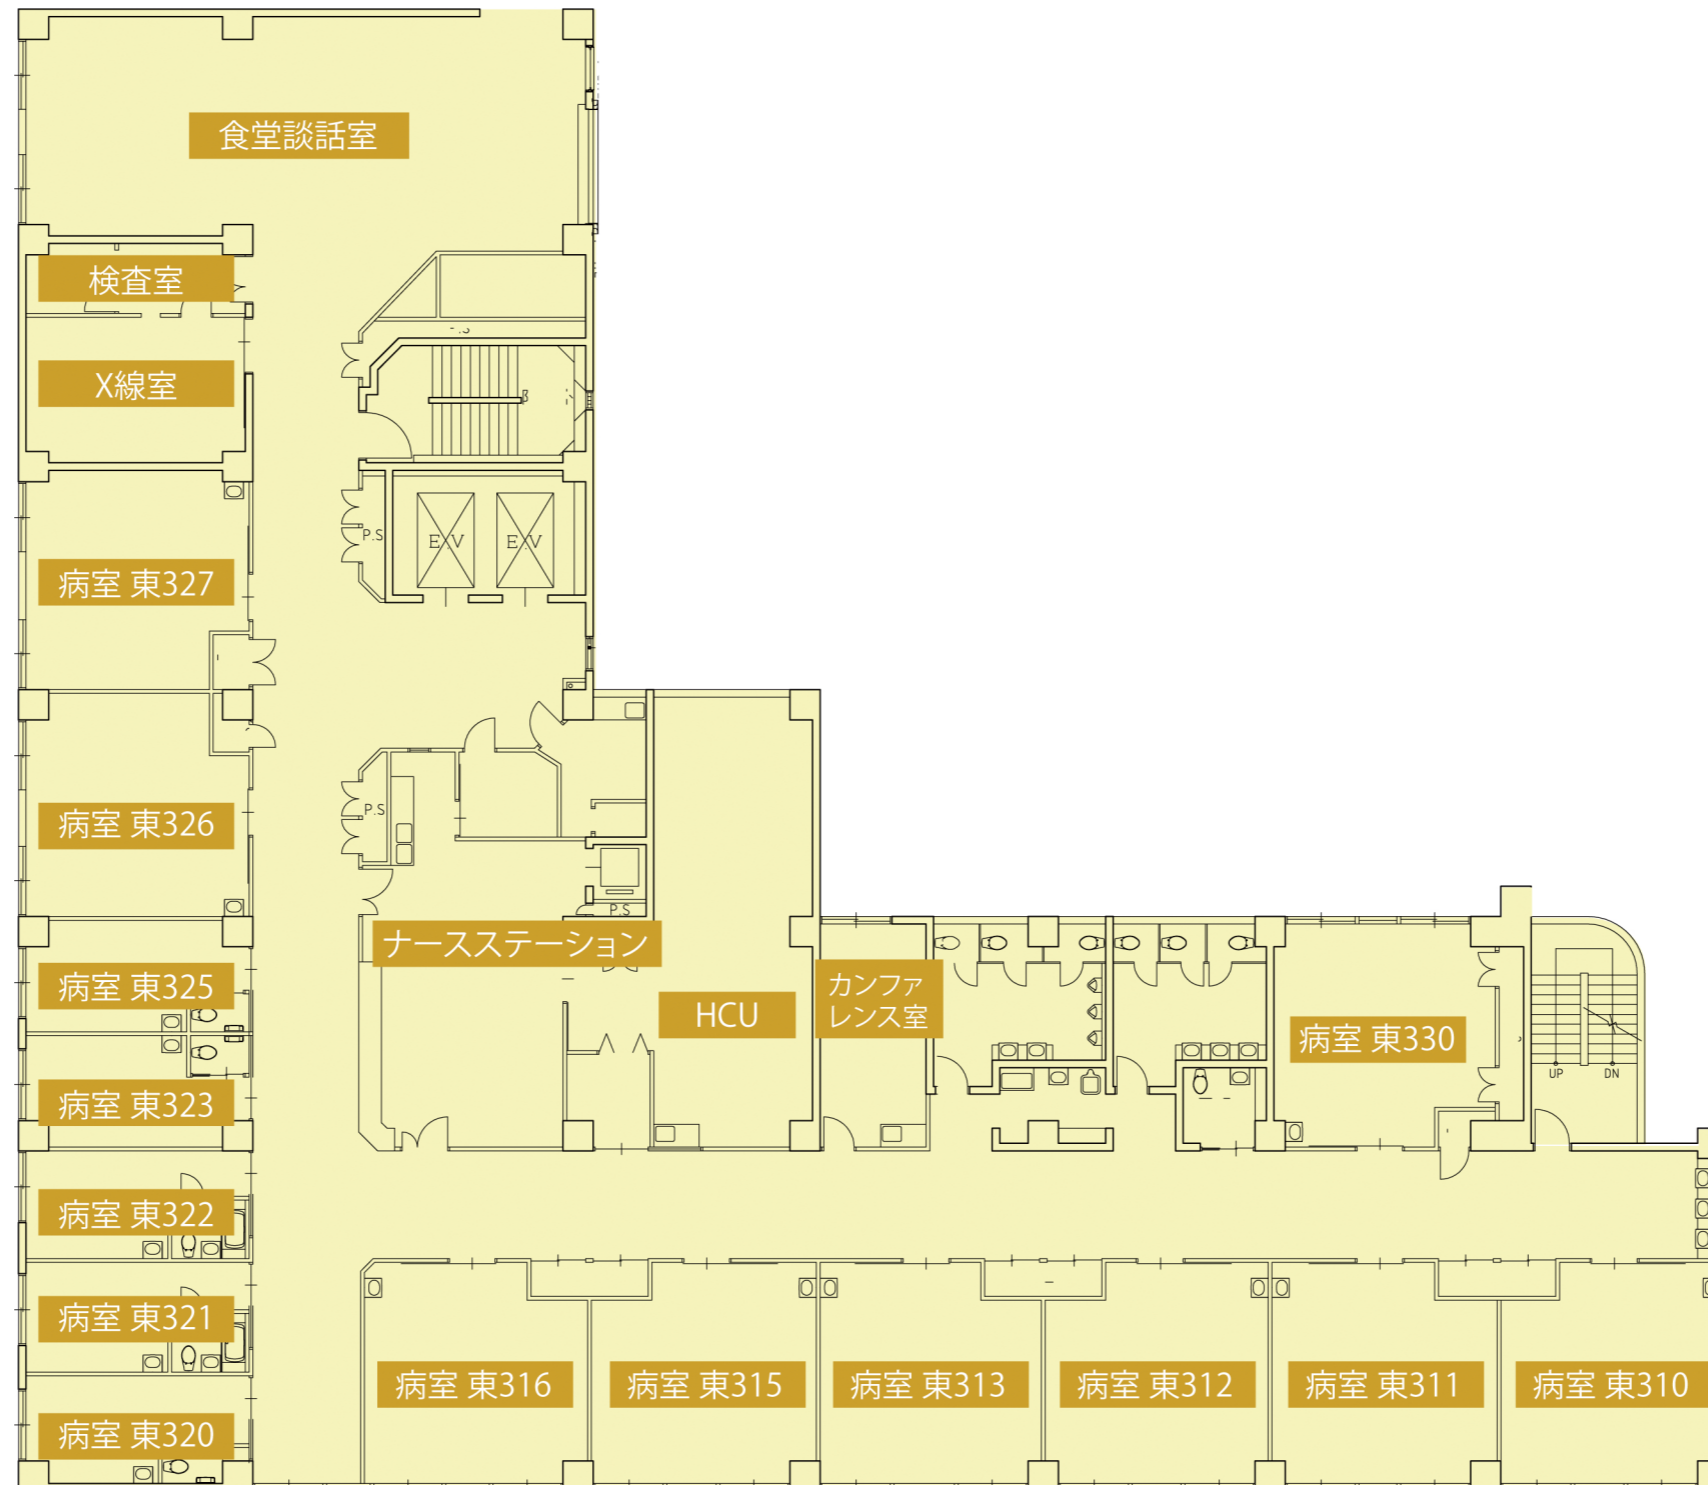 食堂談話室
検査室
P.S
X線室
P.S
E.V
E.V
病室 東327
P.S
病室 東326
P.S
ナースステーション
病室 東325
HCU
カンファ
レンス室
病室 東330
UP
DN
病室 東323
病室 東322
病室 東321
病室 東316
病室 東315
病室 東313
病室 東312
病室 東311
病室 東310
病室 東320